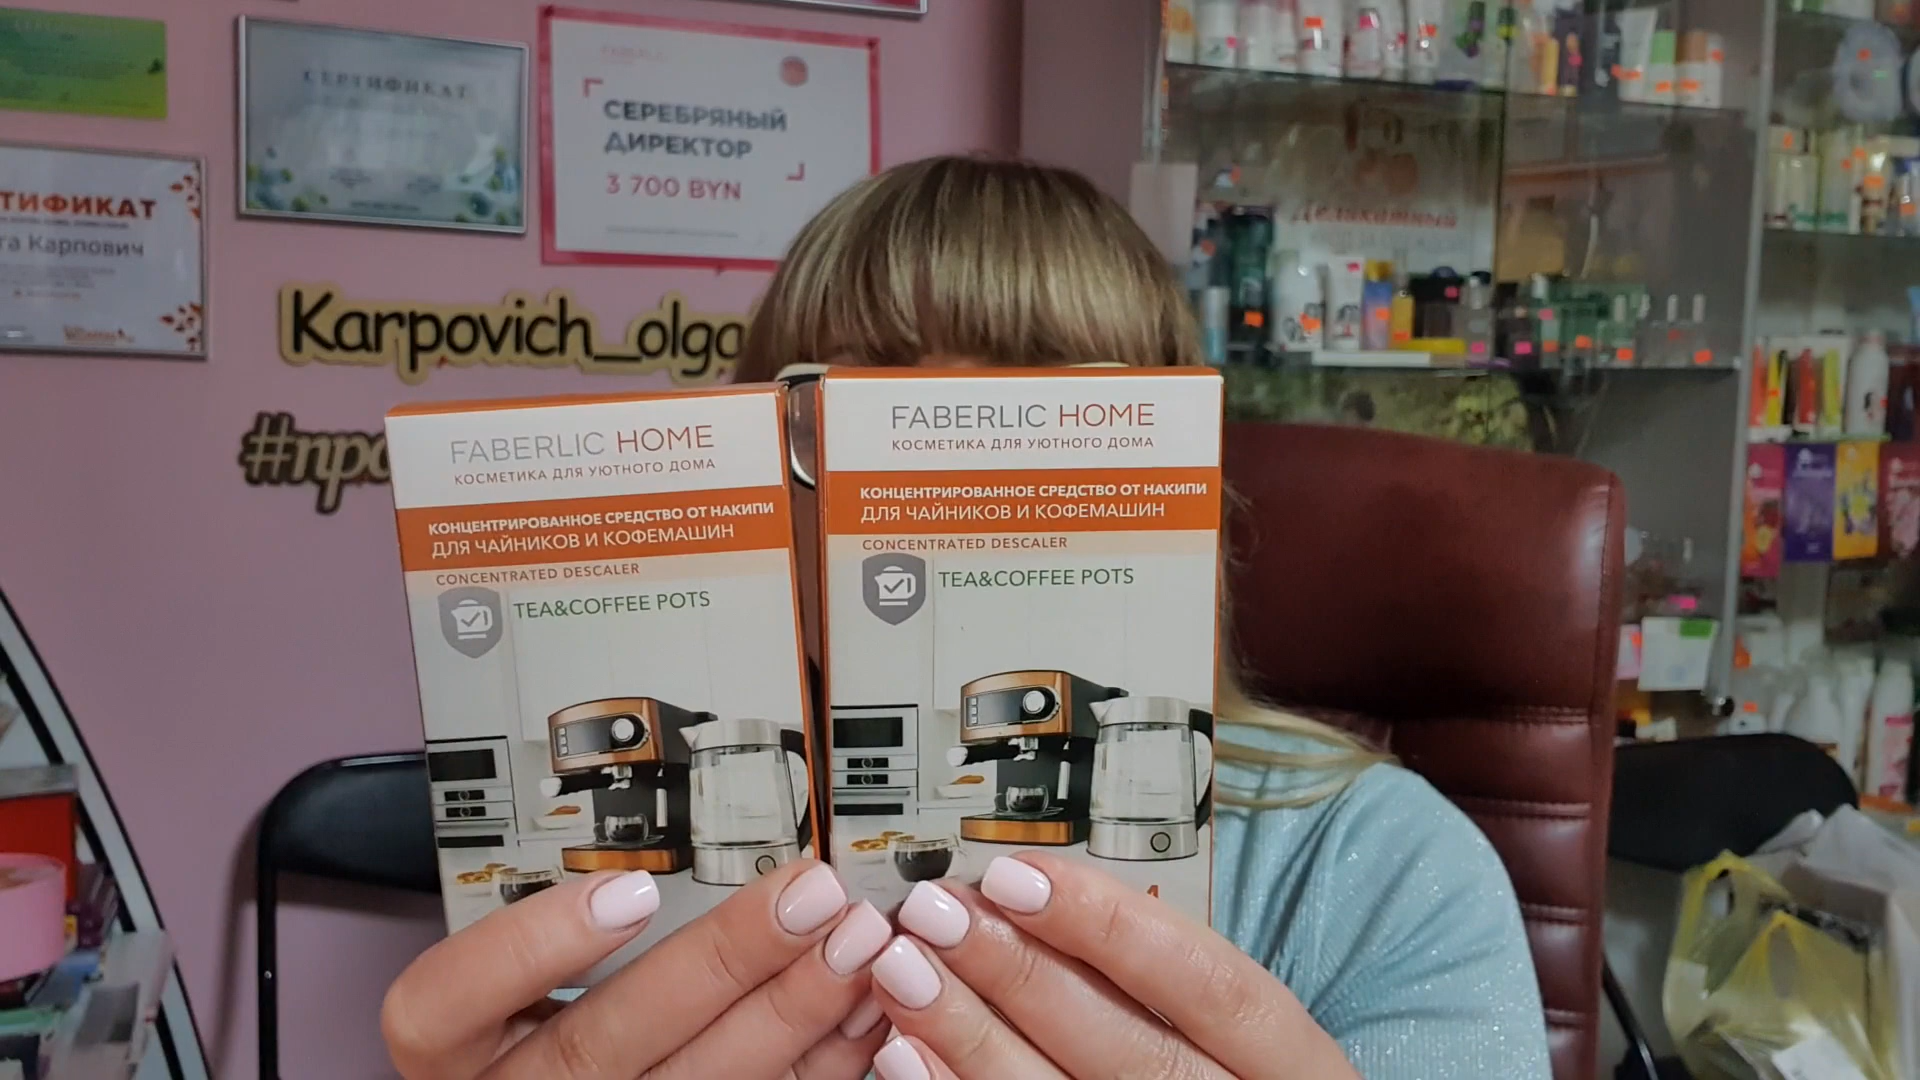 СЕРТИФИКАТ
СЕРЕБРЯНЫЙ
ДИРЕКТОР
3 700 BYN
ТИФИКАТ
га Карпович
Karpovich_olga
#про
Деликатный
FABERLIC HOME
КОСМЕТИКА ДЛЯ УЮТНОГО ДОМА
КОНЦЕНТРИРОВАННОЕ СРЕДСТВО ОТ НАКИПИ
ДЛЯ ЧАЙНИКОВ И КОФЕМАШИН
CONCENTRATED DESCALER
TEA&COFFEE POTS
FABERLIC HOME
КОСМЕТИКА ДЛЯ УЮТНОГО ДОМА
КОНЦЕНТРИРОВАННОЕ СРЕДСТВО ОТ НАКИПИ
ДЛЯ ЧАЙНИКОВ И КОФЕМАШИН
CONCENTRATED DESCALER
TEA&COFFEE POTS